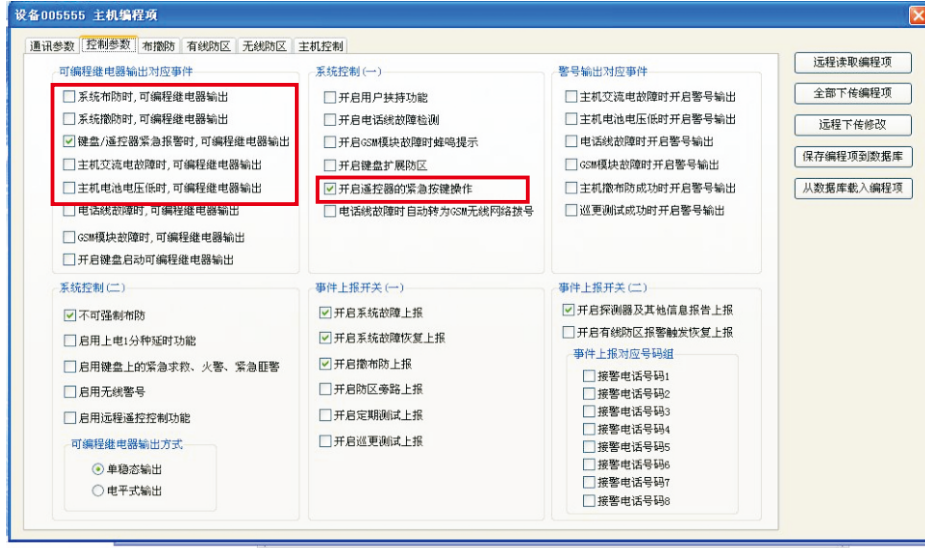 设备005555 主机编程项
通讯参数 控制参数 布撤防 有线防区 无线防区 主机控制
可编程继电器输出对应事件
系统布防时,可编程继电器输出
系统撤防时,可编程继电器输出
键盘/遥控器紧急报警时,可编程继电器输出
主机交流电故障时,可编程继电器输出
主机电池电压低时,可编程继电器输出
电话线故障时,可编程继电器输出
GSM模块故障时,可编程继电器输出
开启键盘启动可编程继电器输出
系统控制(一)
开启用户挟持功能
开启电话线故障检测
开启GSM模块故障时蜂鸣提示
开启键盘扩展防区
开启遥控器的紧急按键操作
电话线故障时自动转为GSM无线网络拨号
警号输出对应事件
主机交流电故障时开启警号输出
主机电池电压低时开启警号输出
电话线故障时开启警号输出
GSM模块故障时开启警号输出
主机撤布防成功时开启警号输出
巡更测试成功时开启警号输出
系统控制(二)
不可强制布防
启用上电1分种延时功能
启用键盘上的紧急求救、火警、紧急匪警
启用无线警号
启用远程遥控控制功能
可编程继电器输出方式
单稳态输出
电平式输出
事件上报开关(一)
开启系统故障上报
开启系统故障恢复上报
开启撤布防上报
开启防区旁路上报
开启定期测试上报
开启巡更测试上报
事件上报开关(二)
开启探测器及其他信息报告上报
开启有线防区报警触发恢复上报
事件上报对应号码组
接警电话号码1
接警电话号码2
接警电话号码3
接警电话号码4
接警电话号码5
接警电话号码6
接警电话号码7
接警电话号码8
远程读取编程项
全部下传编程项
远程下传修改
保存编程项到数据库
从数据库载入编程项